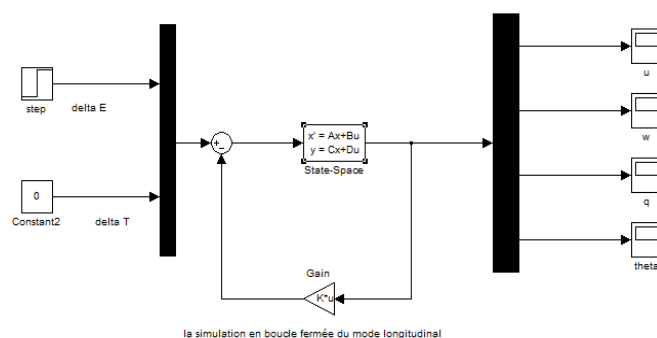 step
delta E
0
Constant2
delta T
+
-
x' = Ax+Bu
y = Cx+Du
State-Space
Gain
K*u
u
w
q
theta
la simulation en boucle fermée du mode longitudinal